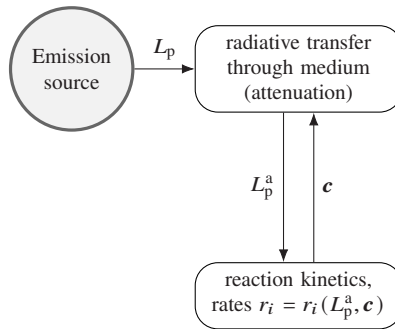 Emission
source
L_p
radiative transfer
through medium
(attenuation)
L_p^a
c
reaction kinetics,
rates r_i = r_i(L_p^a, c)